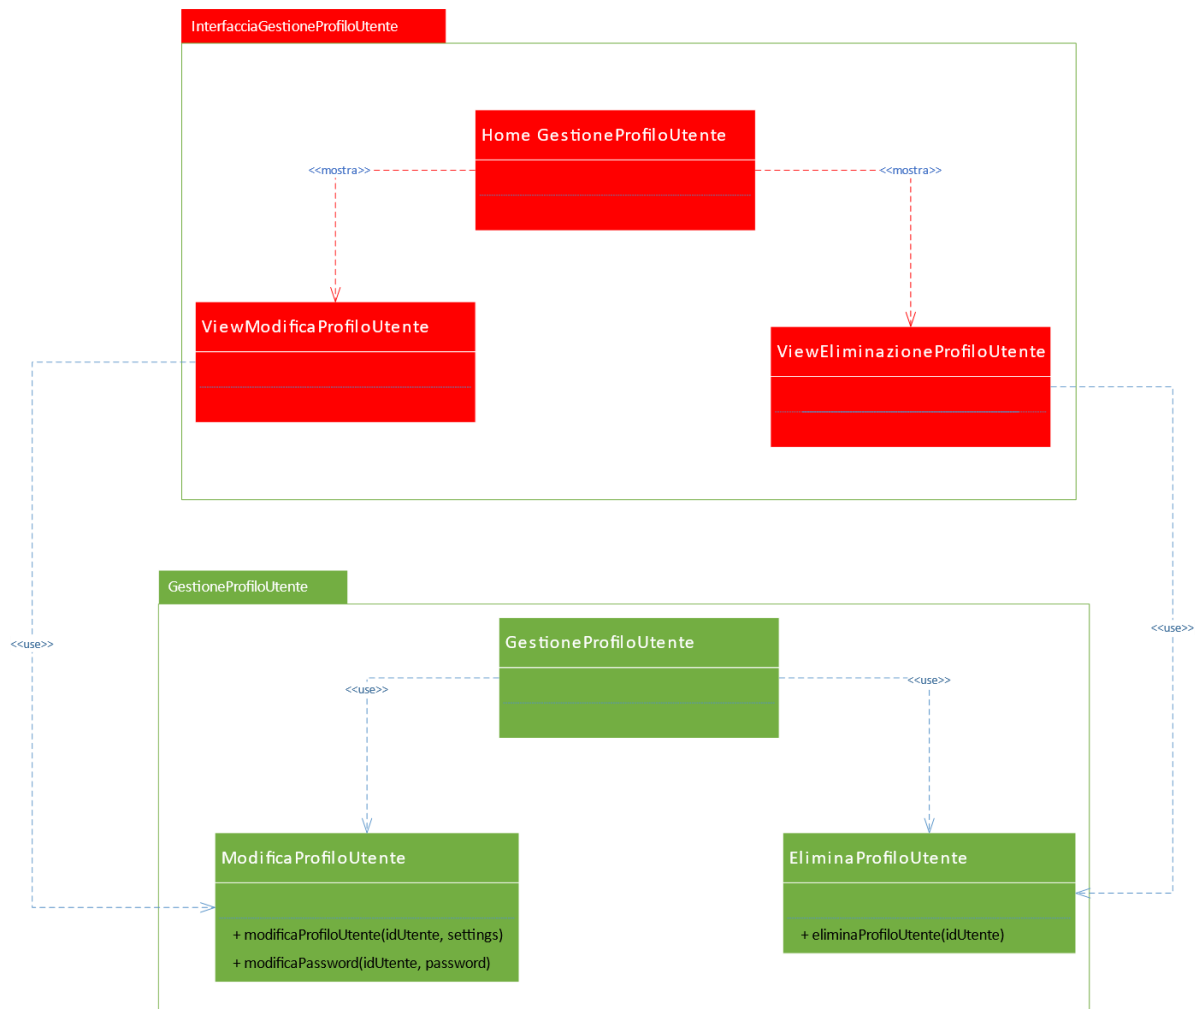 InterfacciaGestioneProfiloUtente
Home GestioneProfiloUtente
<<mostra>>
<<mostra>>
ViewModificaProfiloUtente
ViewEliminazioneProfiloUtente
GestioneProfiloUtente
<<use>>
<<use>>
GestioneProfiloUtente
<<use>>
<<use>>
ModificaProfiloUtente
EliminaProfiloUtente
+ modificaProfiloUtente(idUtente, settings)
+ eliminaProfiloUtente(idUtente)
+ modificaPassword(idUtente, password)